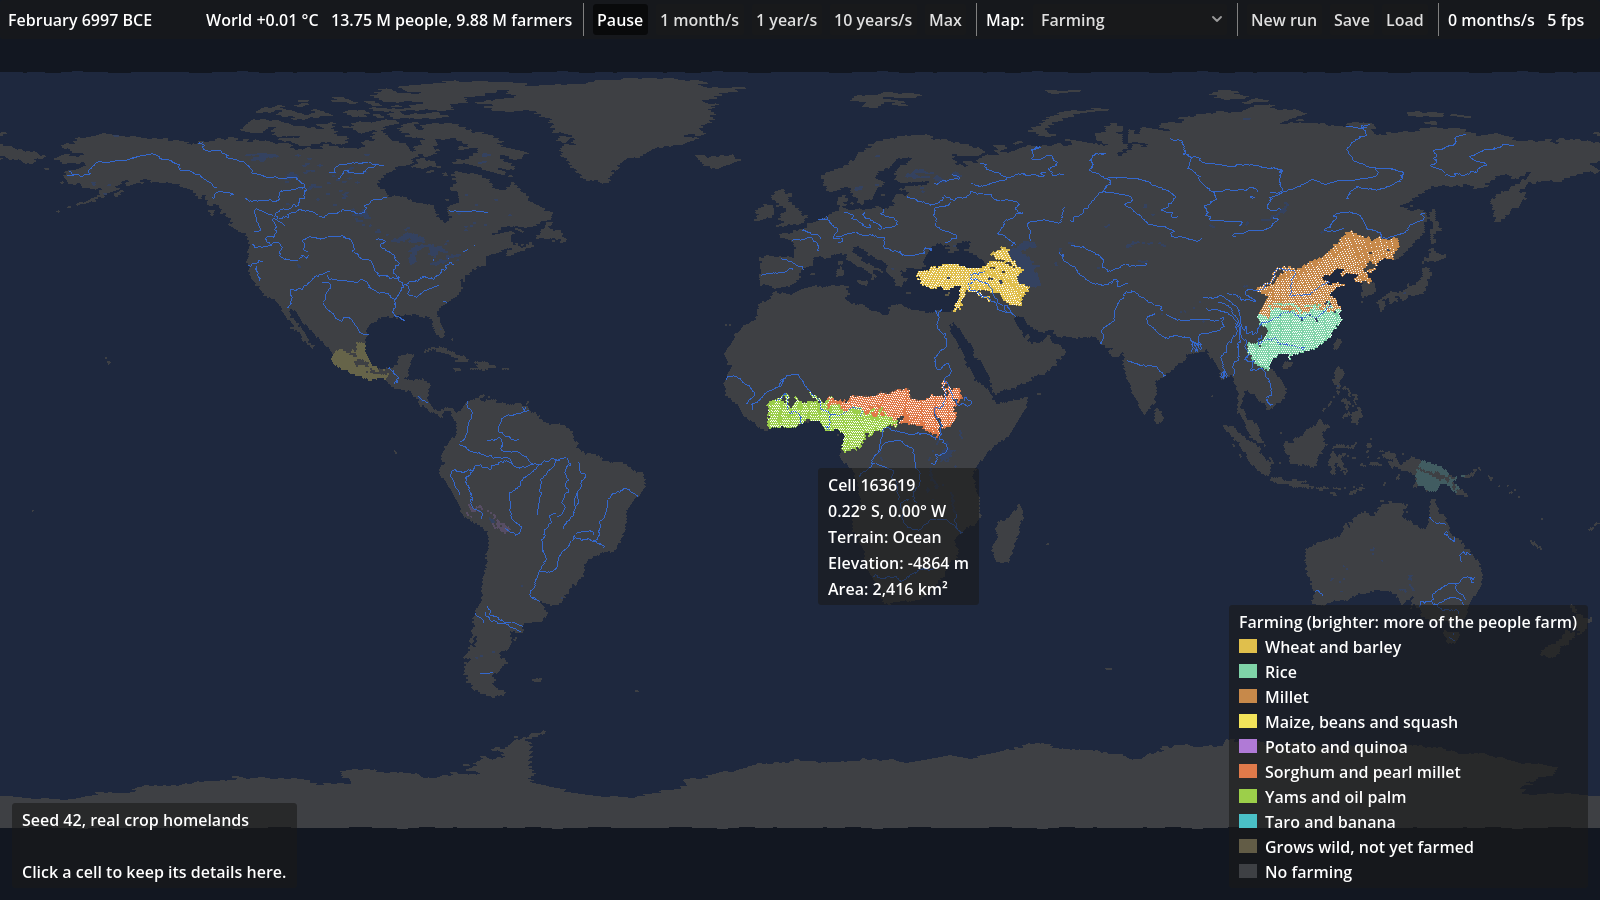 February 6997 BCE World +0.01 °C 13.75 M people, 9.88 M farmers Pause 1 month/s 1 year/s 10 years/s Max Map: Farming New run Save Load 0 months/s 5 fps
Cell 163619
0.22° S, 0.00° W
Terrain: Ocean
Elevation: -4864 m
Area: 2,416 km²
Farming (brighter: more of the people farm)
Wheat and barley
Rice
Millet
Maize, beans and squash
Potato and quinoa
Sorghum and pearl millet
Yams and oil palm
Taro and banana
Grows wild, not yet farmed
No farming
Seed 42, real crop homelands
Click a cell to keep its details here.